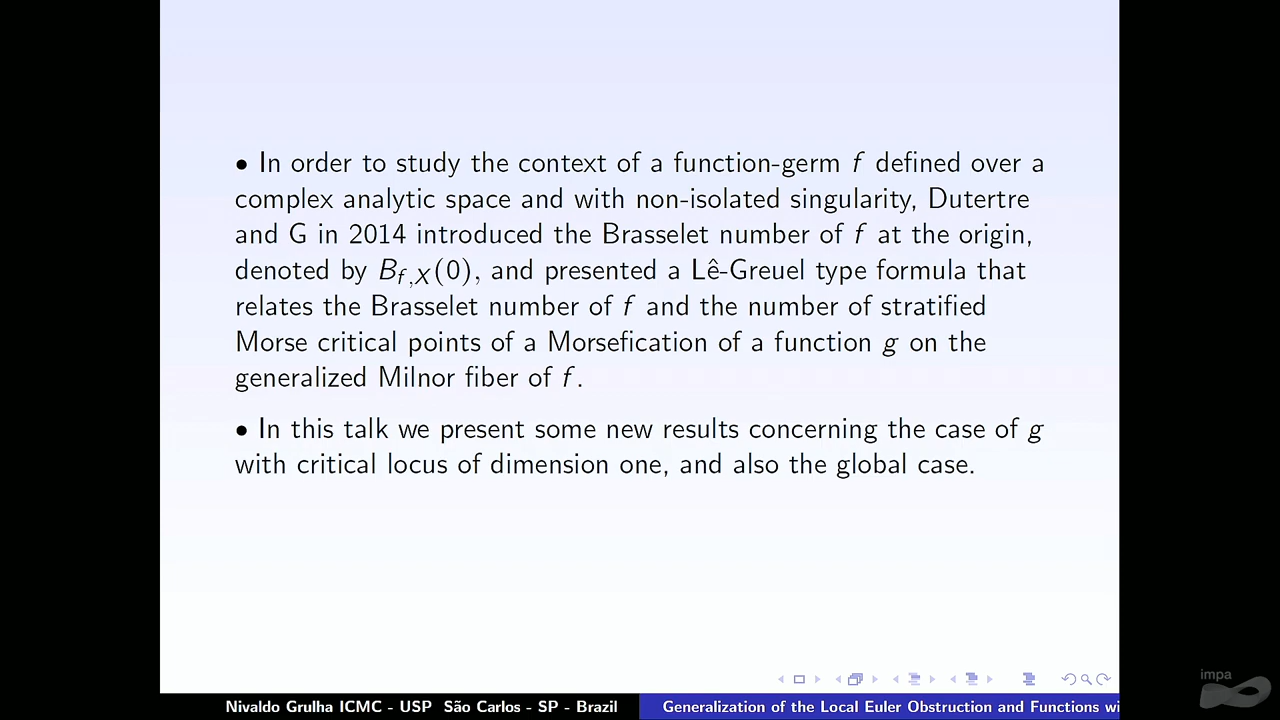 • In order to study the context of a function-germ f defined over a
complex analytic space and with non-isolated singularity, Dutertre
and G in 2014 introduced the Brasselet number of f at the origin,
denoted by B_{f,X}(0), and presented a Lê-Greuel type formula that
relates the Brasselet number of f and the number of stratified
Morse critical points of a Morsefication of a function g on the
generalized Milnor fiber of f.
• In this talk we present some new results concerning the case of g
with critical locus of dimension one, and also the global case.
impa
Nivaldo Grulha ICMC - USP São Carlos - SP - Brazil
Generalization of the Local Euler Obstruction and Functions wi